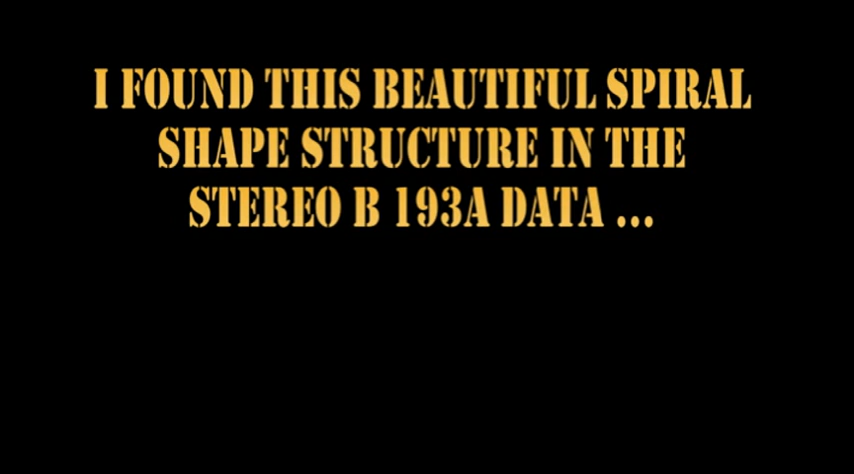 I FOUND THIS BEAUTIFUL SPIRAL
SHAPE STRUCTURE IN THE
STEREO B 193A DATA ...